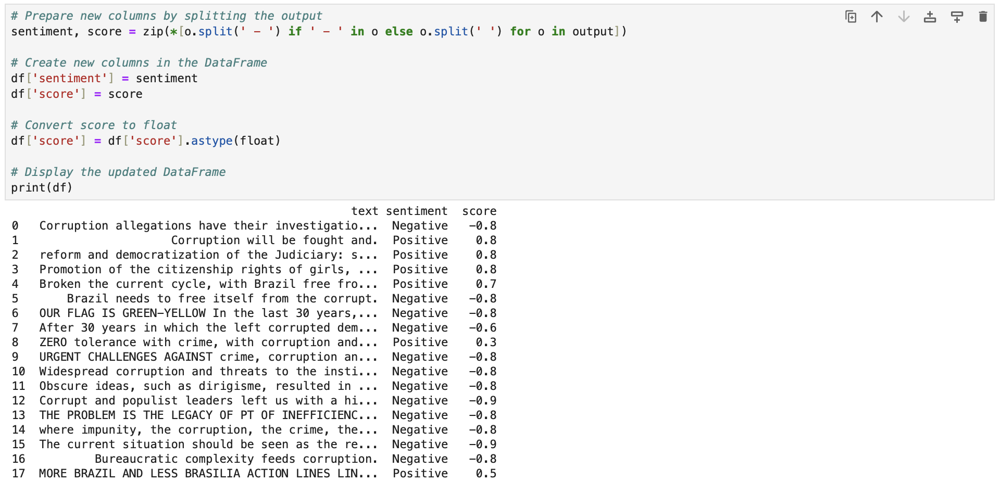 # Prepare new columns by splitting the output
sentiment, score = zip(*[o.split(' - ') if ' - ' in o else o.split(' ') for o in output])
# Create new columns in the DataFrame
df['sentiment'] = sentiment
df['score'] = score
# Convert score to float
df['score'] = df['score'].astype(float)
# Display the updated DataFrame
print(df)
text sentiment score
0 Corruption allegations have their investigatio... Negative -0.8
1 Corruption will be fought and. Positive 0.8
2 reform and democratization of the Judiciary: s... Positive 0.8
3 Promotion of the citizenship rights of girls, ... Positive 0.8
4 Broken the current cycle, with Brazil free fro... Positive 0.7
5 Brazil needs to free itself from the corrupt. Negative -0.8
6 OUR FLAG IS GREEN-YELLOW In the last 30 years,... Negative -0.8
7 After 30 years in which the left corrupted dem... Negative -0.6
8 ZERO tolerance with crime, with corruption and... Positive 0.3
9 URGENT CHALLENGES AGAINST crime, corruption an... Negative -0.8
10 Widespread corruption and threats to the insti... Negative -0.8
11 Obscure ideas, such as dirigisme, resulted in ... Negative -0.8
12 Corrupt and populist leaders left us with a hi... Negative -0.9
13 THE PROBLEM IS THE LEGACY OF PT OF INEFFICIENC... Negative -0.8
14 where impunity, the corruption, the crime, the... Negative -0.8
15 The current situation should be seen as the re... Negative -0.9
16 Bureaucratic complexity feeds corruption. Negative -0.8
17 MORE BRAZIL AND LESS BRASILIA ACTION LINES LIN... Positive 0.5